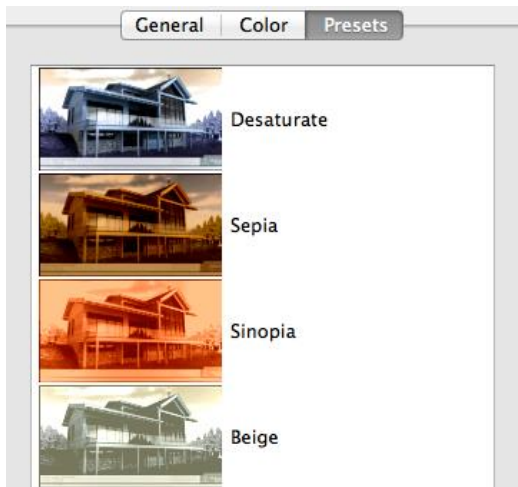 General Color Presets
Desaturate
Sepia
Sinopia
Beige